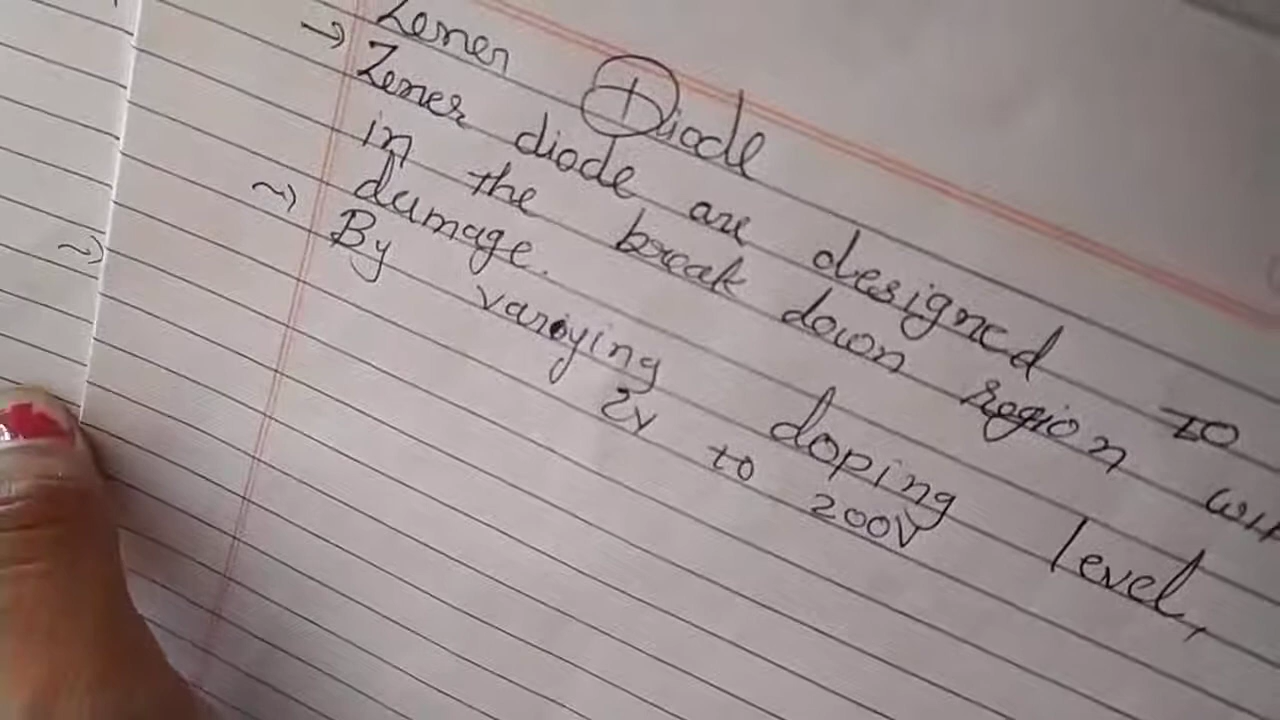 Zener Diode
→ Zener diode are designed to
in the break down region
damage.
~) By varying doping level,
2V to 200V